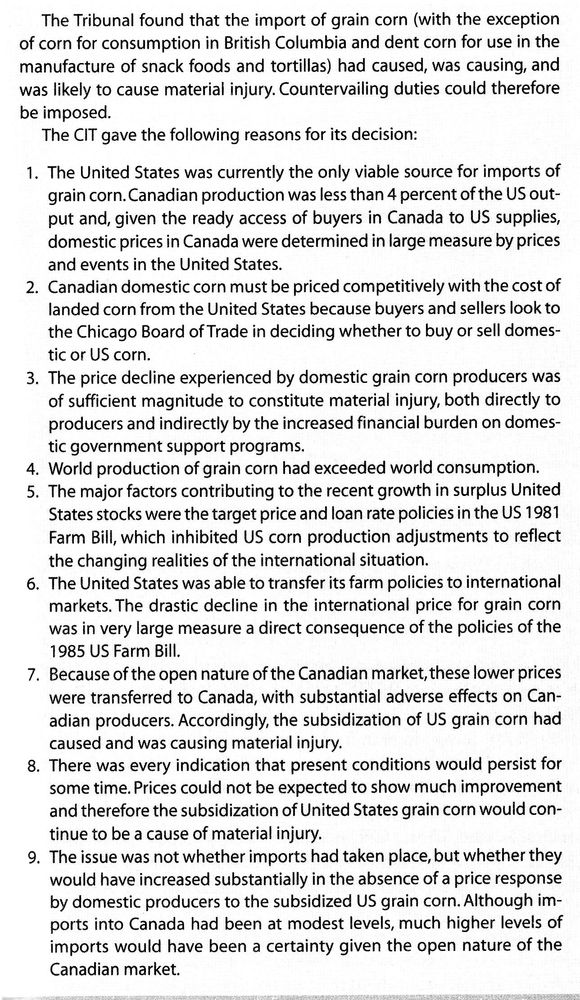 The Tribunal found that the import of grain corn (with the exception
of corn for consumption in British Columbia and dent corn for use in the
manufacture of snack foods and tortillas) had caused, was causing, and
was likely to cause material injury. Countervailing duties could therefore
be imposed.
The CIT gave the following reasons for its decision:
1. The United States was currently the only viable source for imports of
grain corn. Canadian production was less than 4 percent of the US out-
put and, given the ready access of buyers in Canada to US supplies,
domestic prices in Canada were determined in large measure by prices
and events in the United States.
2. Canadian domestic corn must be priced competitively with the cost of
landed corn from the United States because buyers and sellers look to
the Chicago Board of Trade in deciding whether to buy or sell domes-
tic or US corn.
3. The price decline experienced by domestic grain corn producers was
of sufficient magnitude to constitute material injury, both directly to
producers and indirectly by the increased financial burden on domes-
tic government support programs.
4. World production of grain corn had exceeded world consumption.
5. The major factors contributing to the recent growth in surplus United
States stocks were the target price and loan rate policies in the US 1981
Farm Bill, which inhibited US corn production adjustments to reflect
the changing realities of the international situation.
6. The United States was able to transfer its farm policies to international
markets. The drastic decline in the international price for grain corn
was in very large measure a direct consequence of the policies of the
1985 US Farm Bill.
7. Because of the open nature of the Canadian market, these lower prices
were transferred to Canada, with substantial adverse effects on Can-
adian producers. Accordingly, the subsidization of US grain corn had
caused and was causing material injury.
8. There was every indication that present conditions would persist for
some time. Prices could not be expected to show much improvement
and therefore the subsidization of United States grain corn would con-
tinue to be a cause of material injury.
9. The issue was not whether imports had taken place, but whether they
would have increased substantially in the absence of a price response
by domestic producers to the subsidized US grain corn. Although im-
ports into Canada had been at modest levels, much higher levels of
imports would have been a certainty given the open nature of the
Canadian market.